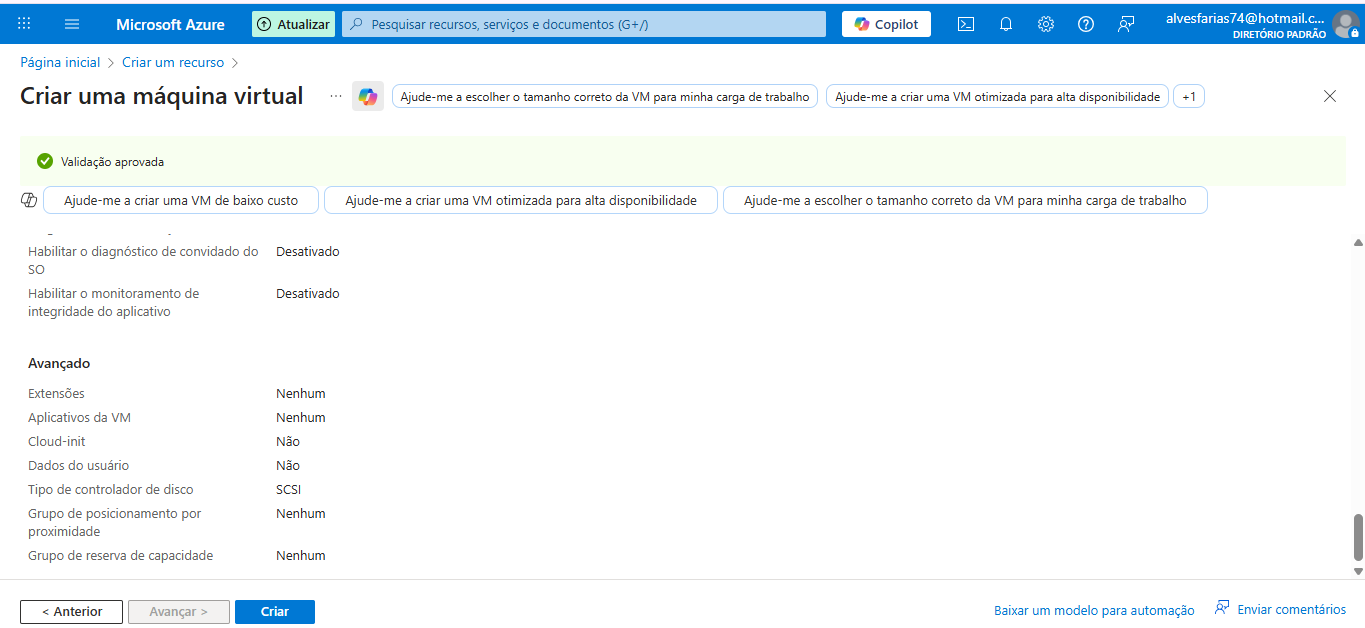 Microsoft Azure
Atualizar
Pesquisar recursos, serviços e documentos (G+/)
Copilot
alvesfarias74@hotmail.c...
DIRETÓRIO PADRÃO
Página inicial > Criar um recurso >
Criar uma máquina virtual ...
Ajude-me a escolher o tamanho correto da VM para minha carga de trabalho
Ajude-me a criar uma VM otimizada para alta disponibilidade
+1
Validação aprovada
Ajude-me a criar uma VM de baixo custo
Ajude-me a criar uma VM otimizada para alta disponibilidade
Ajude-me a escolher o tamanho correto da VM para minha carga de trabalho
Habilitar o diagnóstico de convidado do Desativado
SO
Habilitar o monitoramento de Desativado
integridade do aplicativo
Avançado
Extensões Nenhum
Aplicativos da VM Nenhum
Cloud-init Não
Dados do usuário Não
Tipo de controlador de disco SCSI
Grupo de posicionamento por Nenhum
proximidade
Grupo de reserva de capacidade Nenhum
< Anterior
Avançar >
Criar
Baixar um modelo para automação
Enviar comentários